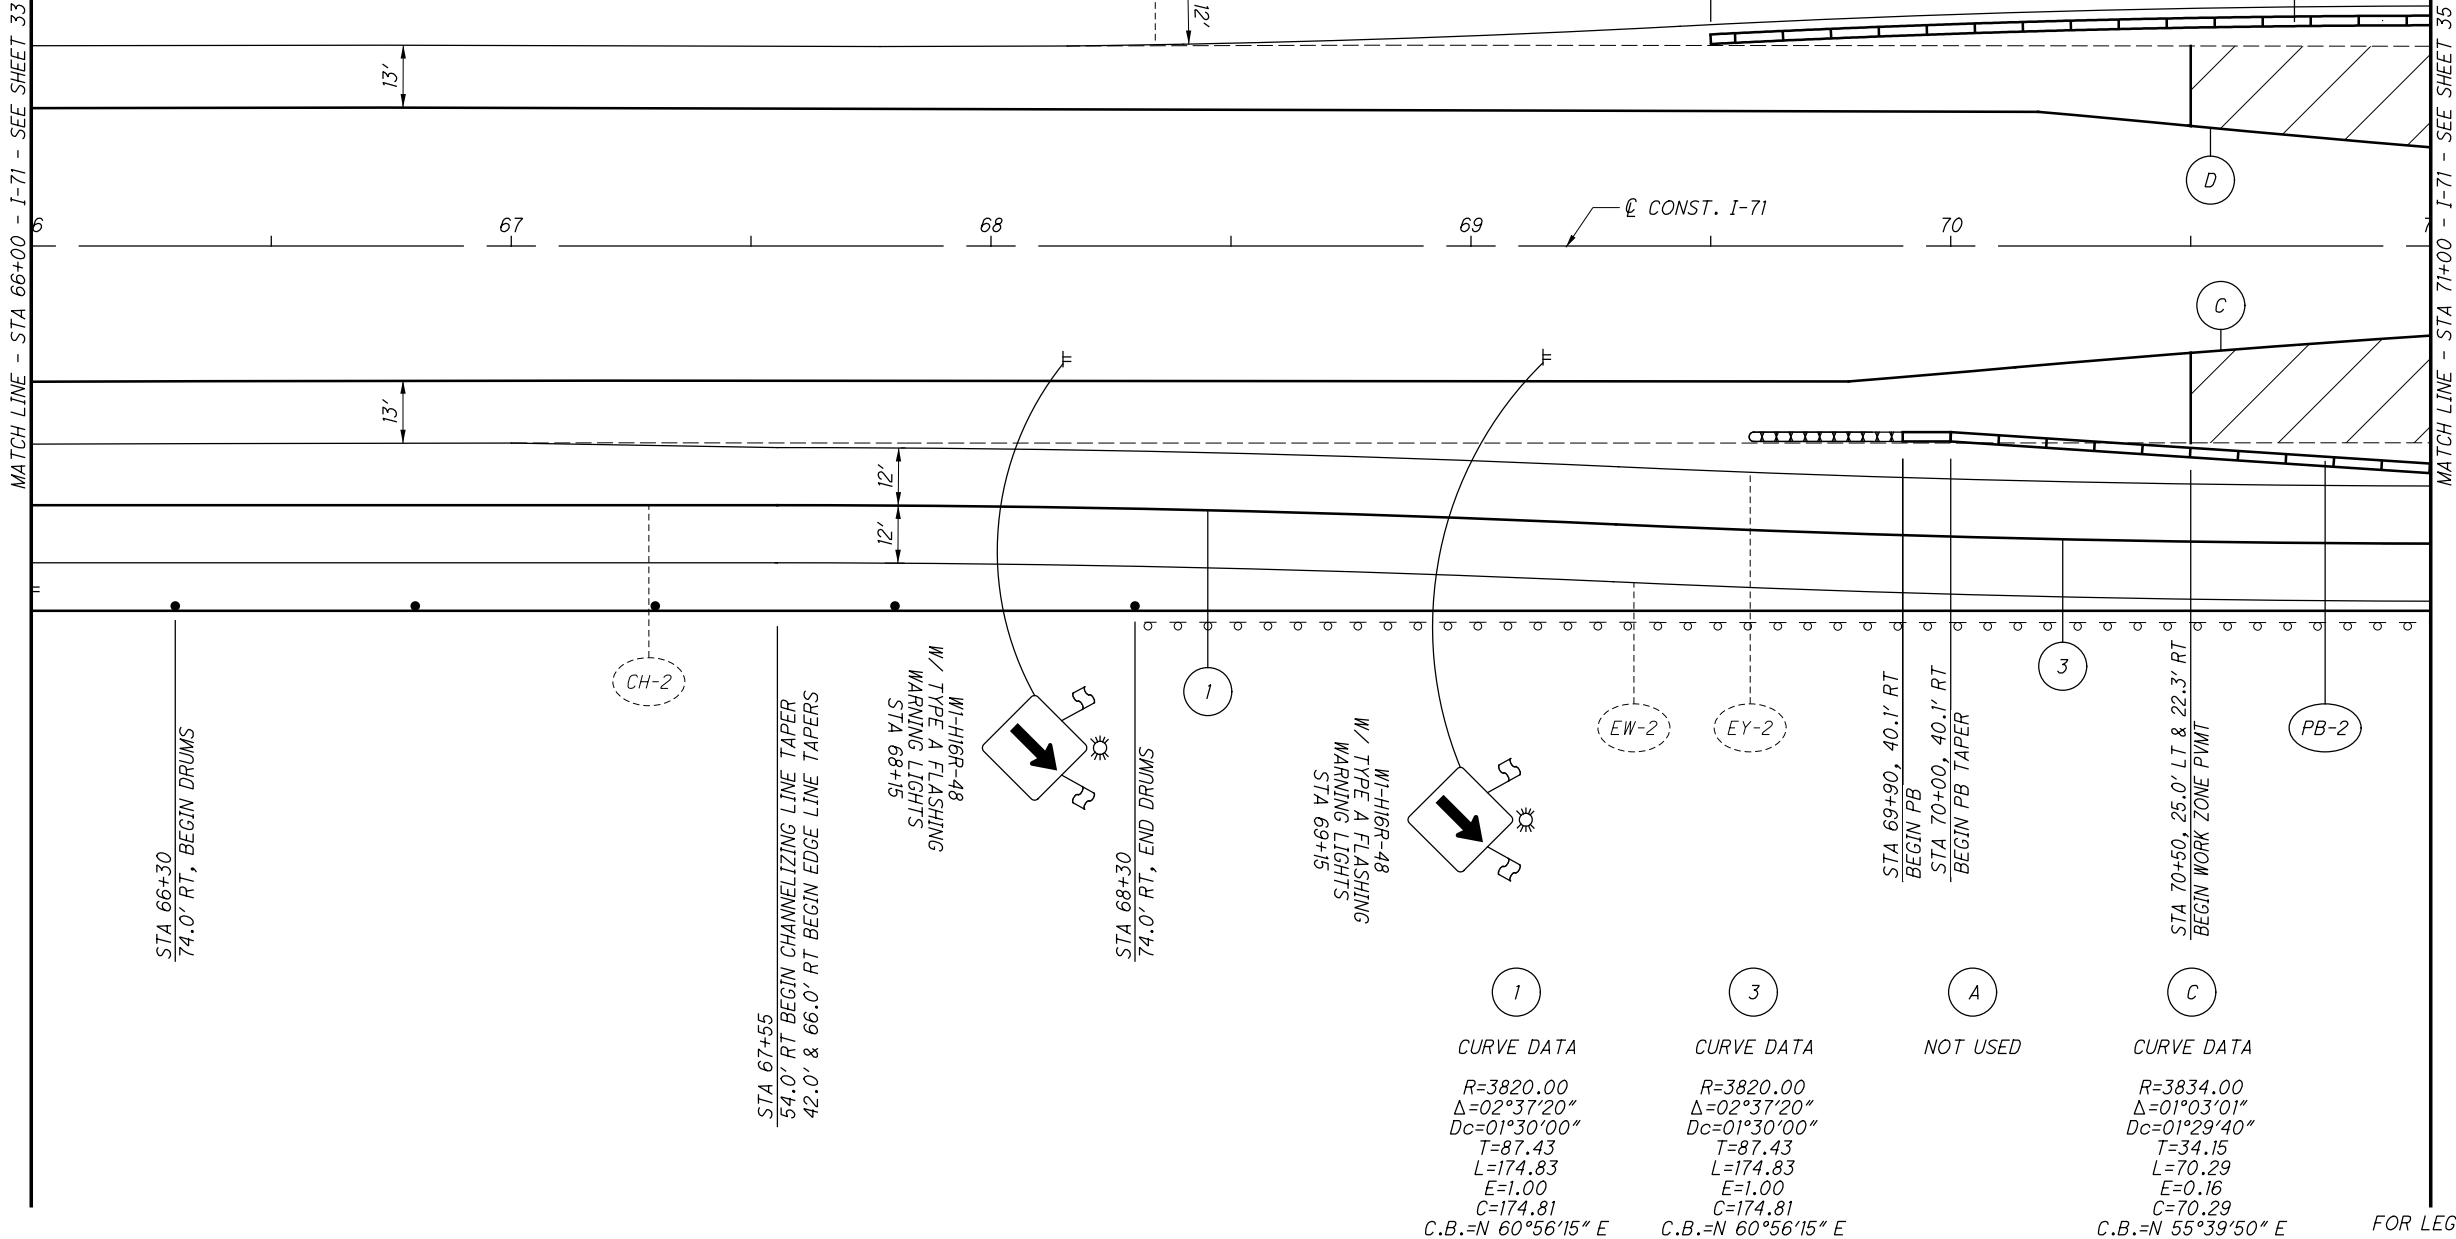 MATCH LINE - STA 66+00 - I-71 - SEE SHEET 33
MATCH LINE - STA 71+00 - I-71 - SEE SHEET 35
12'
13'
D
6
67
68
69
70
7
℄ CONST. I-71
C
13'
12'
12'
CH-2
1
EW-2
EY-2
3
PB-2
STA 66+30
74.0' RT, BEGIN DRUMS
STA 67+55
54.0' RT BEGIN CHANNELIZING LINE TAPER
42.0' & 66.0' RT BEGIN EDGE LINE TAPERS
W1-H16R-48
W/ TYPE A FLASHING
WARNING LIGHTS
STA 68+15
STA 68+30
74.0' RT, END DRUMS
W1-H16R-48
W/ TYPE A FLASHING
WARNING LIGHTS
STA 69+15
STA 69+90, 40.1' RT
BEGIN PB
STA 70+00, 40.1' RT
BEGIN PB TAPER
STA 70+50, 25.0' LT & 22.3' RT
BEGIN WORK ZONE PVMT
1
CURVE DATA
R=3820.00
Δ=02°37'20"
Dc=01°30'00"
T=87.43
L=174.83
E=1.00
C=174.81
C.B.=N 60°56'15" E
3
CURVE DATA
R=3820.00
Δ=02°37'20"
Dc=01°30'00"
T=87.43
L=174.83
E=1.00
C=174.81
C.B.=N 60°56'15" E
A
NOT USED
C
CURVE DATA
R=3834.00
Δ=01°03'01"
Dc=01°29'40"
T=34.15
L=70.29
E=0.16
C=70.29
C.B.=N 55°39'50" E
FOR LEG